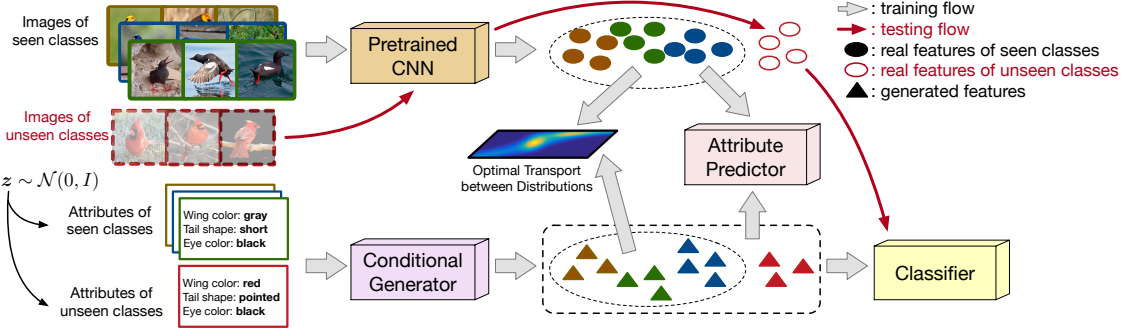 Images of
seen classes
Pretrained
CNN
: training flow
: testing flow
: real features of seen classes
: real features of unseen classes
: generated features
Images of
unseen classes
Optimal Transport
between Distributions
Attribute
Predictor
z ∼ N(0, I)
Attributes of
seen classes
Wing color: gray
Tail shape: short
Eye color: black
Conditional
Generator
Classifier
Attributes of
unseen classes
Wing color: red
Tail shape: pointed
Eye color: black